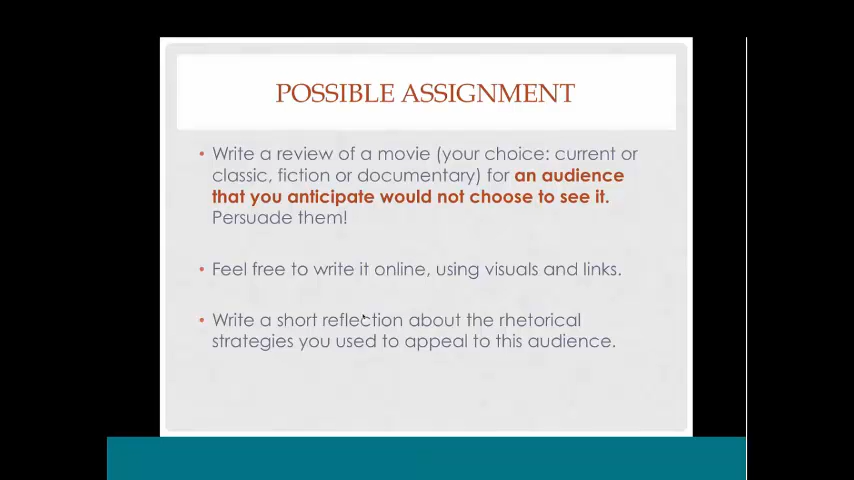 POSSIBLE ASSIGNMENT
• Write a review of a movie (your choice: current or
classic, fiction or documentary) for an audience
that you anticipate would not choose to see it.
Persuade them!
• Feel free to write it online, using visuals and links.
• Write a short reflection about the rhetorical
strategies you used to appeal to this audience.